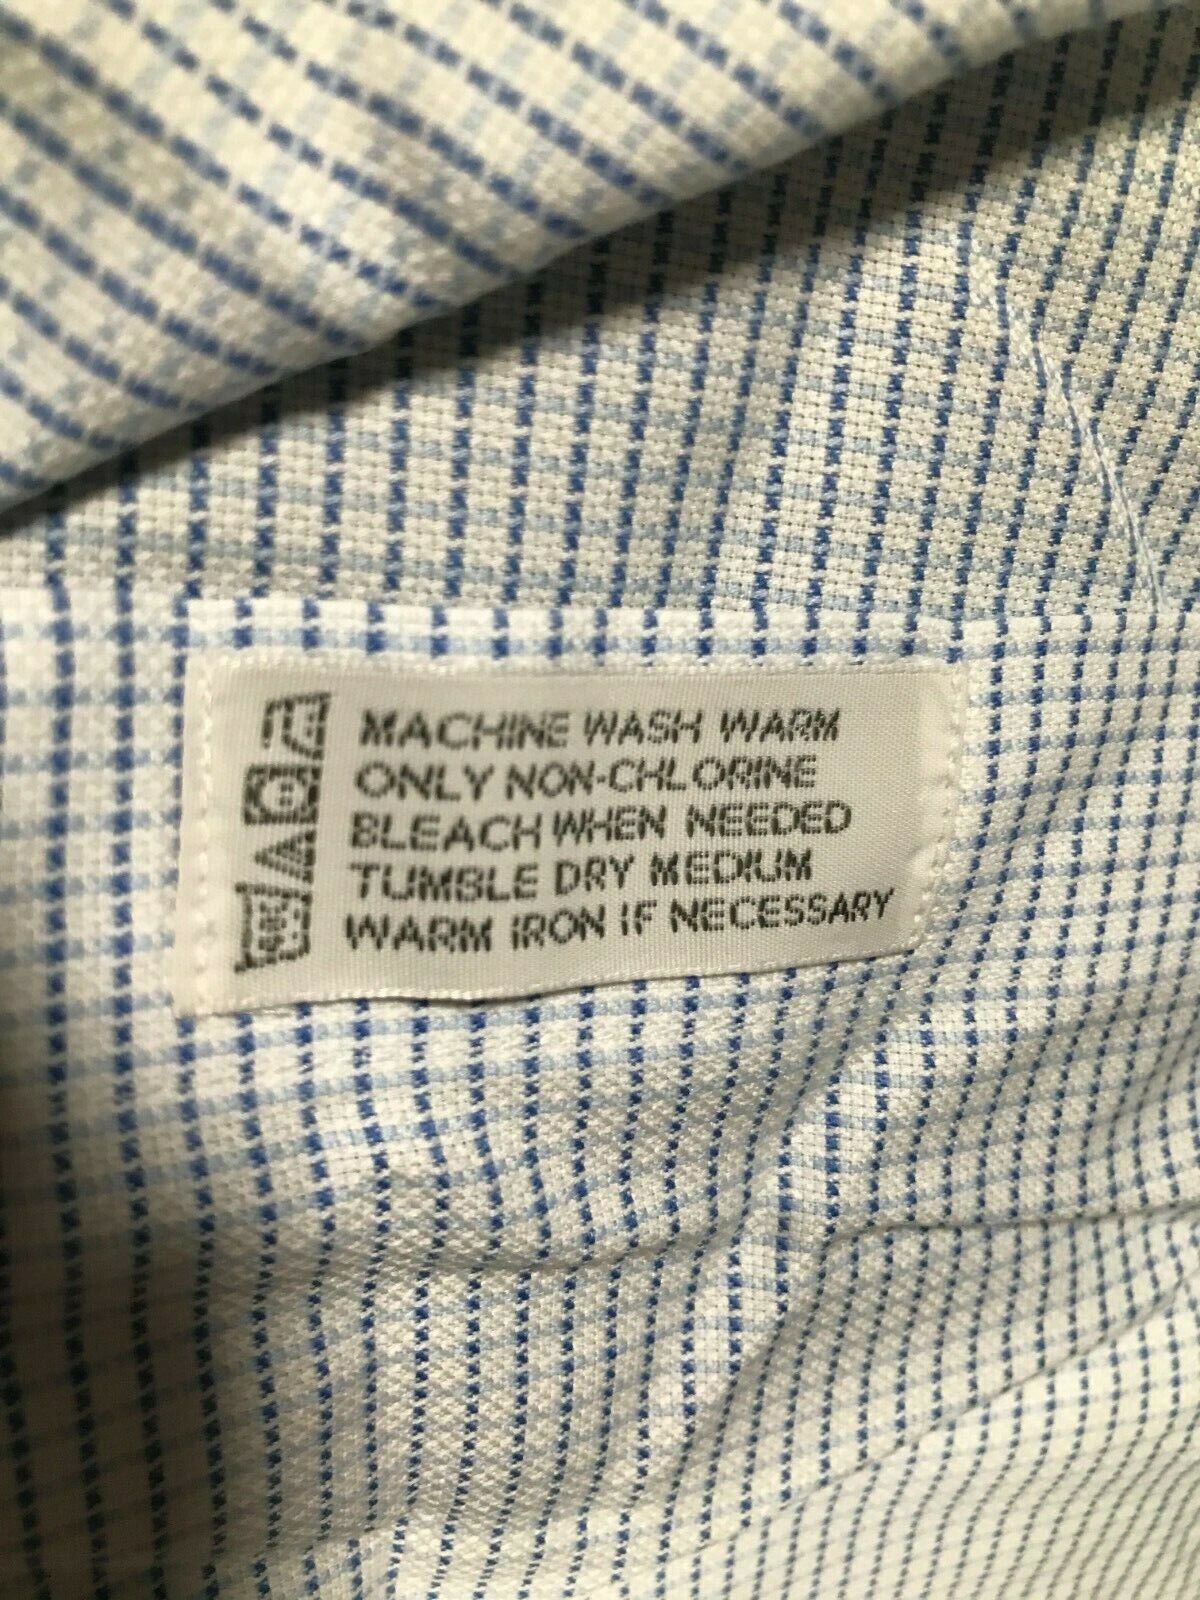 MACHINE WASH WARM
ONLY NON-CHLORINE
BLEACH WHEN NEEDED
TUMBLE DRY MEDIUM
WARM IRON IF NECESSARY